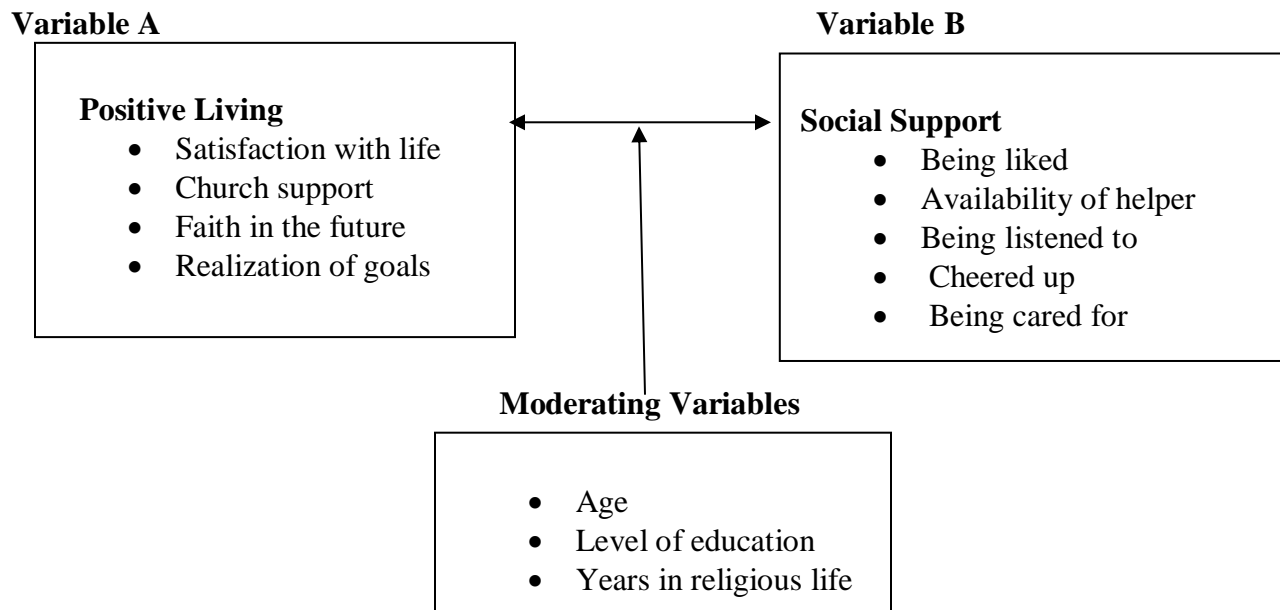 Variable A
Variable B
Positive Living
• Satisfaction with life
• Church support
• Faith in the future
• Realization of goals
Social Support
• Being liked
• Availability of helper
• Being listened to
• Cheered up
• Being cared for
Moderating Variables
• Age
• Level of education
• Years in religious life